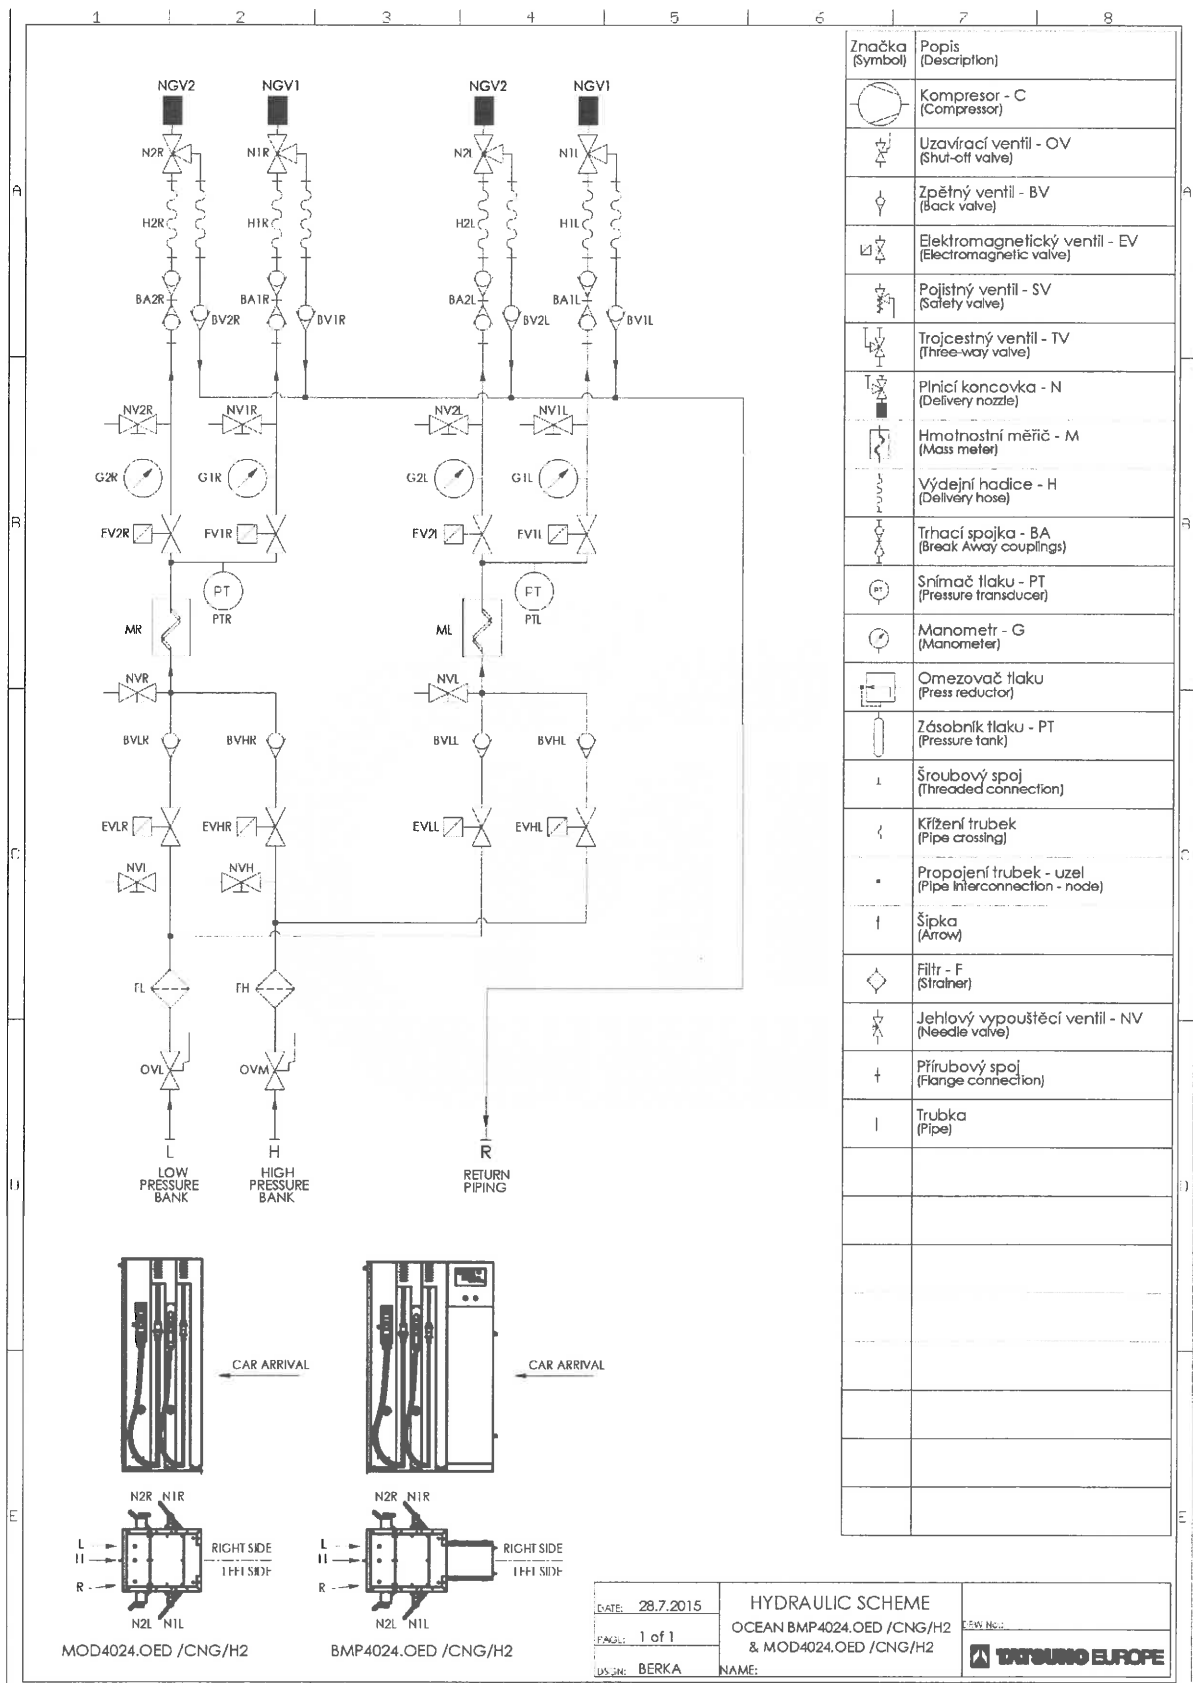 1 2 3 4 5 6 7 8
NGV2 NGV1 NGV2 NGV1
N2R N1R N2L N1L
A A
H2R H1R H2L H1L
BA2R BA1R BA2L BA1L
BV2R BV1R BV2L BV1L
NV2R NV1R NV2L NV1L
G2R G1R G2L G1L
B B
EV2R EV1R EV2L EV1L
PT PT
PTR PTL
MR ML
NVR NVL
BVLR BVHR BVLL BVHL
EVLR EVHR EVLL EVHL
C C
NVL NVH
FL FH
OVL OVM
L H R
LOW PRESSURE BANK
HIGH PRESSURE BANK
RETURN PIPING
D D
CAR ARRIVAL
CAR ARRIVAL
E E
N2R N1R
L
H
R
RIGHT SIDE
LEFT SIDE
N2L N1L
MOD4024.OED /CNG/H2
N2R N1R
L
H
R
RIGHT SIDE
LEFT SIDE
N2L N1L
BMP4024.OED /CNG/H2
Značka Popis
(Symbol) (Description)
Kompresor - C
(Compressor)
Uzavírací ventil - OV
(Shut-off valve)
Zpětný ventil - BV
(Back valve)
Elektromagnetický ventil - EV
(Electromagnetic valve)
Pojistný ventil - SV
(Safety valve)
Trojcestný ventil - TV
(Three-way valve)
Plnicí koncovka - N
(Delivery nozzle)
Hmotnostní měřič - M
(Mass meter)
Výdejní hadice - H
(Delivery hose)
Trhací spojka - BA
(Break Away couplings)
PT
Snímač tlaku - PT
(Pressure transducer)
Manometr - G
(Manometer)
Omezovač tlaku
(Press reductor)
Zásobník tlaku - PT
(Pressure tank)
Šroubový spoj
(Threaded connection)
Křížení trubek
(Pipe crossing)
Propojení trubek - uzel
(Pipe interconnection - node)
Šipka
(Arrow)
Filtr - F
(Strainer)
Jehlový vypouštěcí ventil - NV
(Needle valve)
Přírubový spoj
(Flange connection)
Trubka
(Pipe)
DATE: 28.7.2015
PAGE: 1 of 1
DSGN: BERKA
HYDRAULIC SCHEME
OCEAN BMP4024.OED /CNG/H2
& MOD4024.OED /CNG/H2
NAME:
DRW No.:
TATSUNO EUROPE